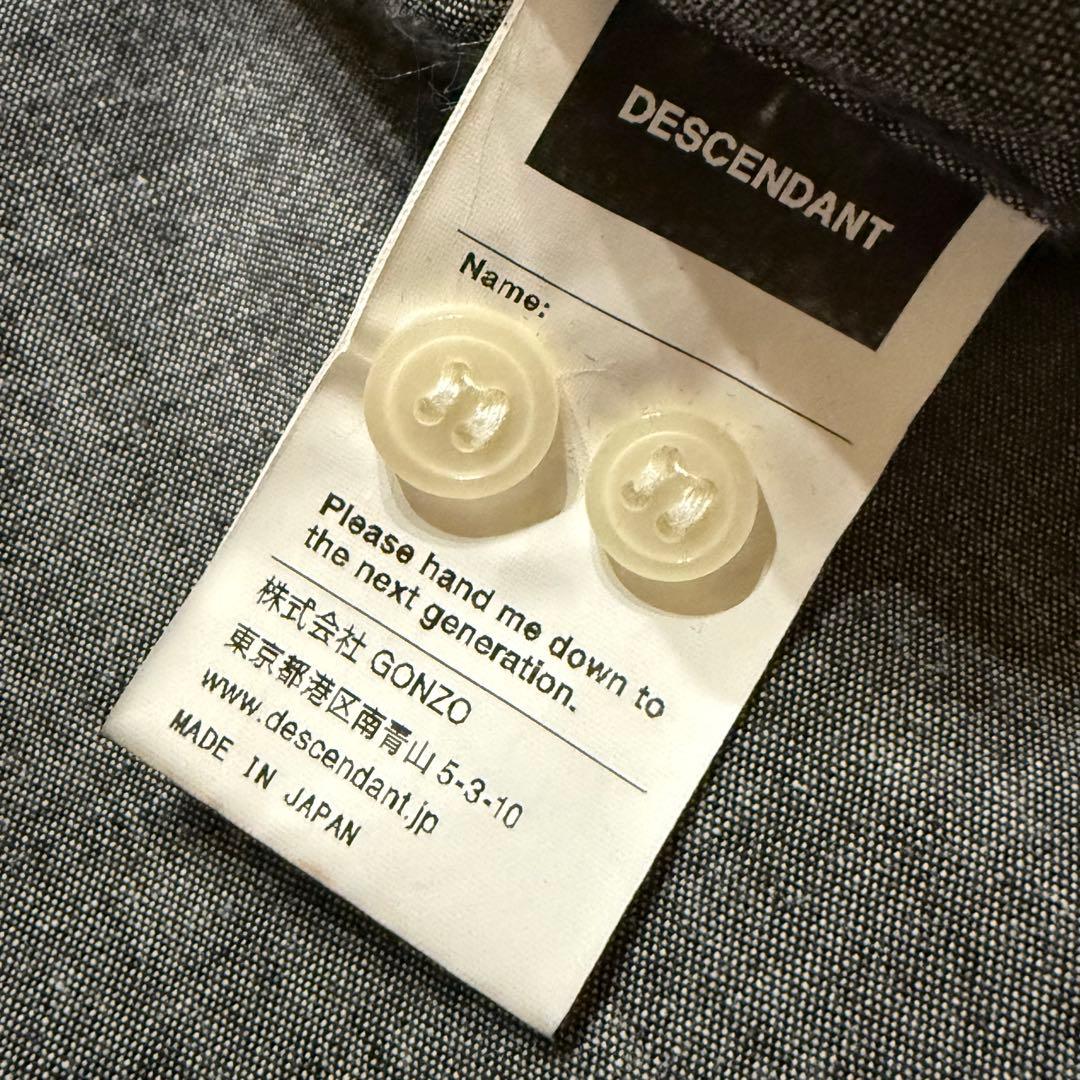 DESCENDANT
Name:
Please hand me down to
the next generation.
株式会社 GONZO
東京都港区南青山 5-3-10
www.descendant.jp
MADE IN JAPAN